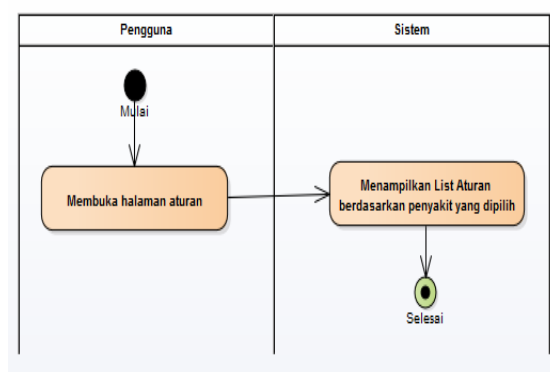 Pengguna
Sistem
Mulai
Membuka halaman aturan
Menampilkan List Aturan
berdasarkan penyakit yang dipilih
Selesai